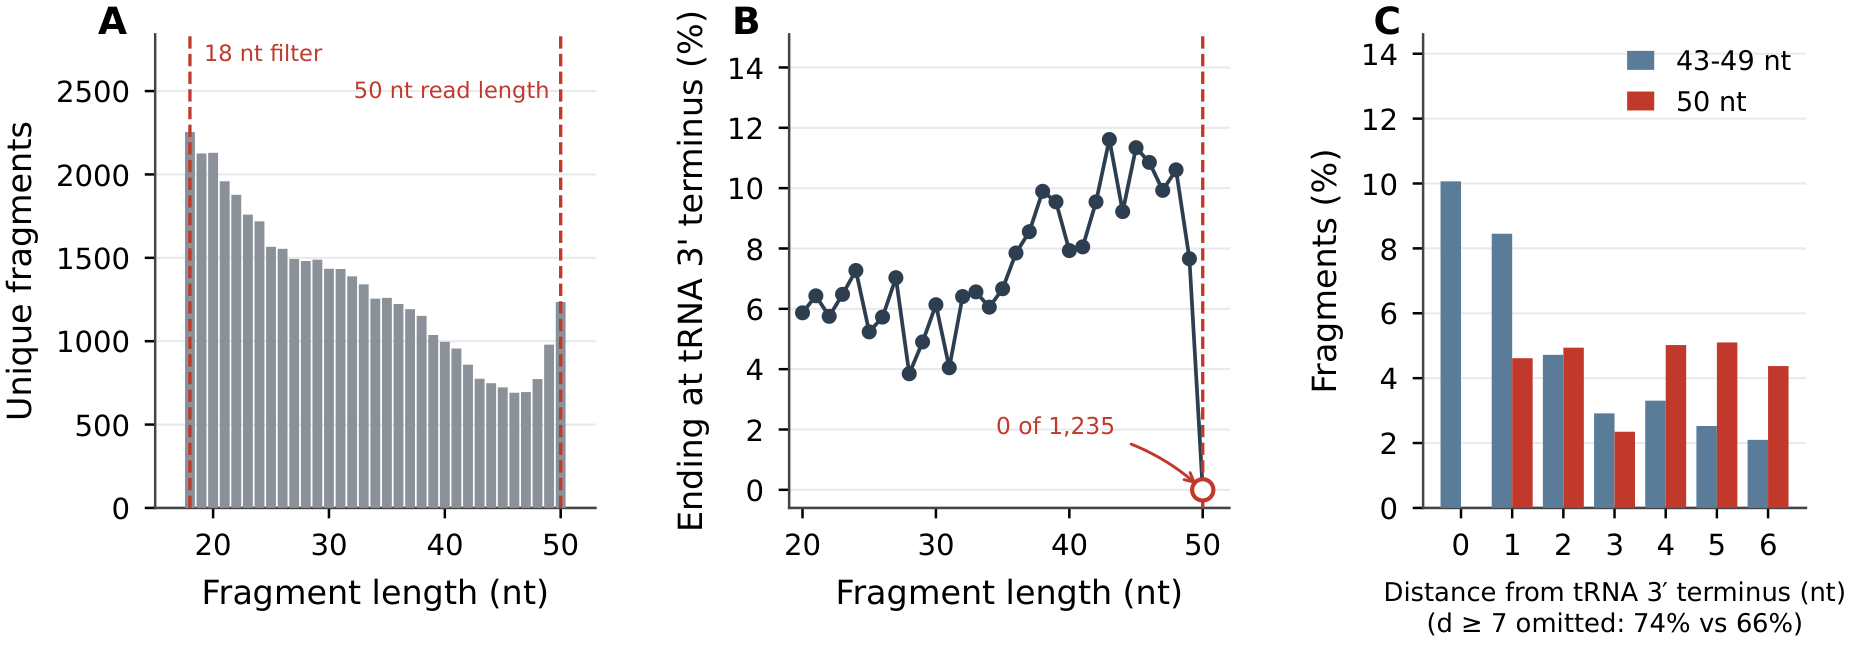 A
18 nt filter
50 nt read length
Unique fragments
2500
2000
1500
1000
500
0
20 30 40 50
Fragment length (nt)
B
Ending at tRNA 3' terminus (%)
14
12
10
8
6
4
2
0
0 of 1,235
20 30 40 50
Fragment length (nt)
C
43-49 nt
50 nt
Fragments (%)
14
12
10
8
6
4
2
0
0 1 2 3 4 5 6
Distance from tRNA 3′ terminus (nt)
(d ≥ 7 omitted: 74% vs 66%)